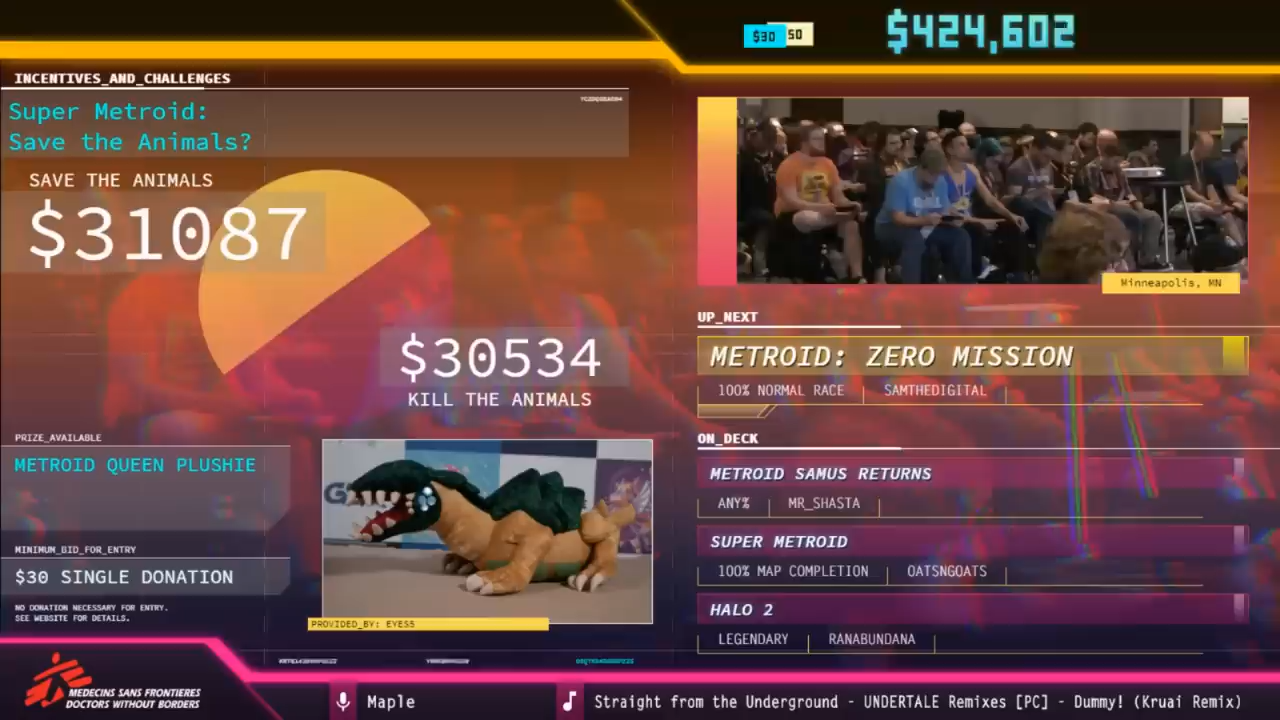 $30
50
$424,602
INCENTIVES_AND_CHALLENGES
Super Metroid:
Save the Animals?
SAVE THE ANIMALS
$31087
$30534
KILL THE ANIMALS
Minneapolis, MN
UP_NEXT
METROID: ZERO MISSION
100% NORMAL RACE
SAMTHEDIGITAL
ON_DECK
METROID SAMUS RETURNS
ANY%
MR_SHASTA
SUPER METROID
100% MAP COMPLETION
OATSNGOATS
HALO 2
LEGENDARY
RANABUNDANA
PRIZE_AVAILABLE
METROID QUEEN PLUSHIE
MINIMUM_BID_FOR_ENTRY
$30 SINGLE DONATION
NO DONATION NECESSARY FOR ENTRY.
SEE WEBSITE FOR DETAILS.
PROVIDED_BY: EYES5
MEDECINS SANS FRONTIERES
DOCTORS WITHOUT BORDERS
Maple
Straight from the Underground - UNDERTALE Remixes [PC] - Dummy! (Kruai Remix)